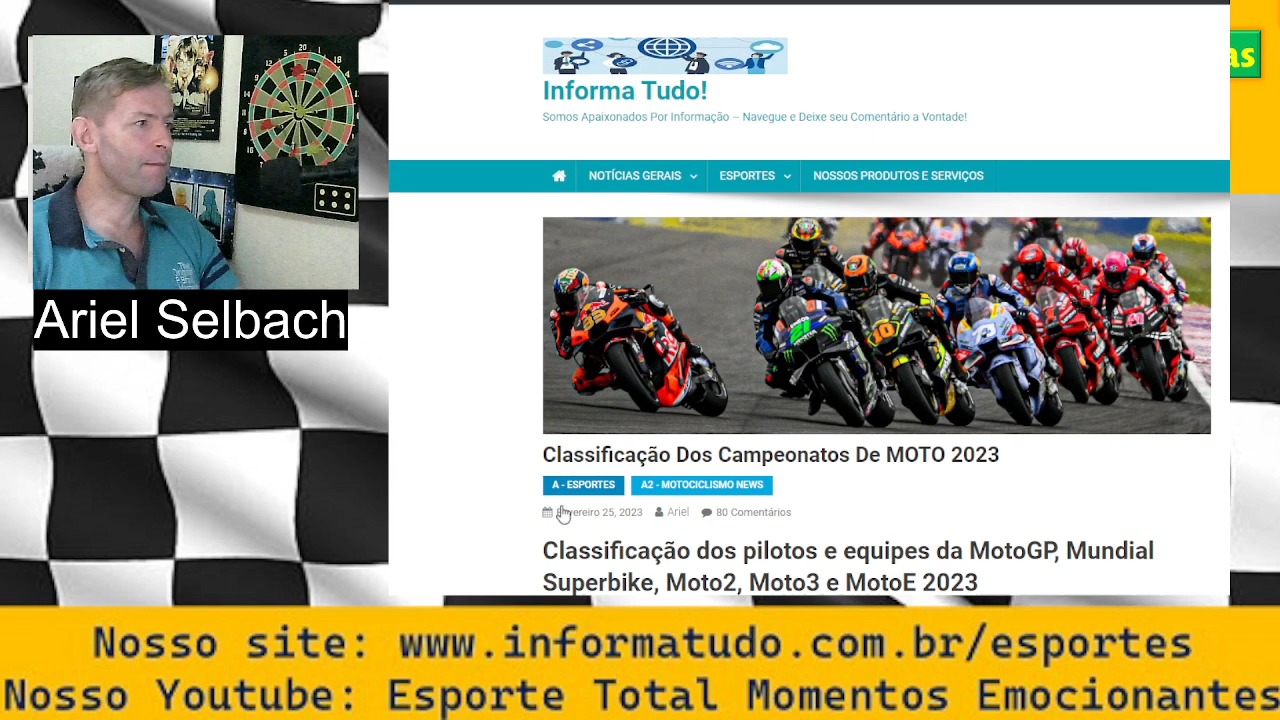 Ariel Selbach
as
Informa Tudo!
Somos Apaixonados Por Informação – Navegue e Deixe seu Comentário a Vontade!
NOTÍCIAS GERAIS
ESPORTES
NOSSOS PRODUTOS E SERVIÇOS
Classificação Dos Campeonatos De MOTO 2023
A - ESPORTES
A2 - MOTOCICLISMO NEWS
25, 2023
Ariel
80 Comentários
Classificação dos pilotos e equipes da MotoGP, Mundial
Superbike, Moto2, Moto3 e MotoE 2023
Nosso site: www.informatudo.com.br/esportes
Nosso Youtube: Esporte Total Momentos Emocionantes